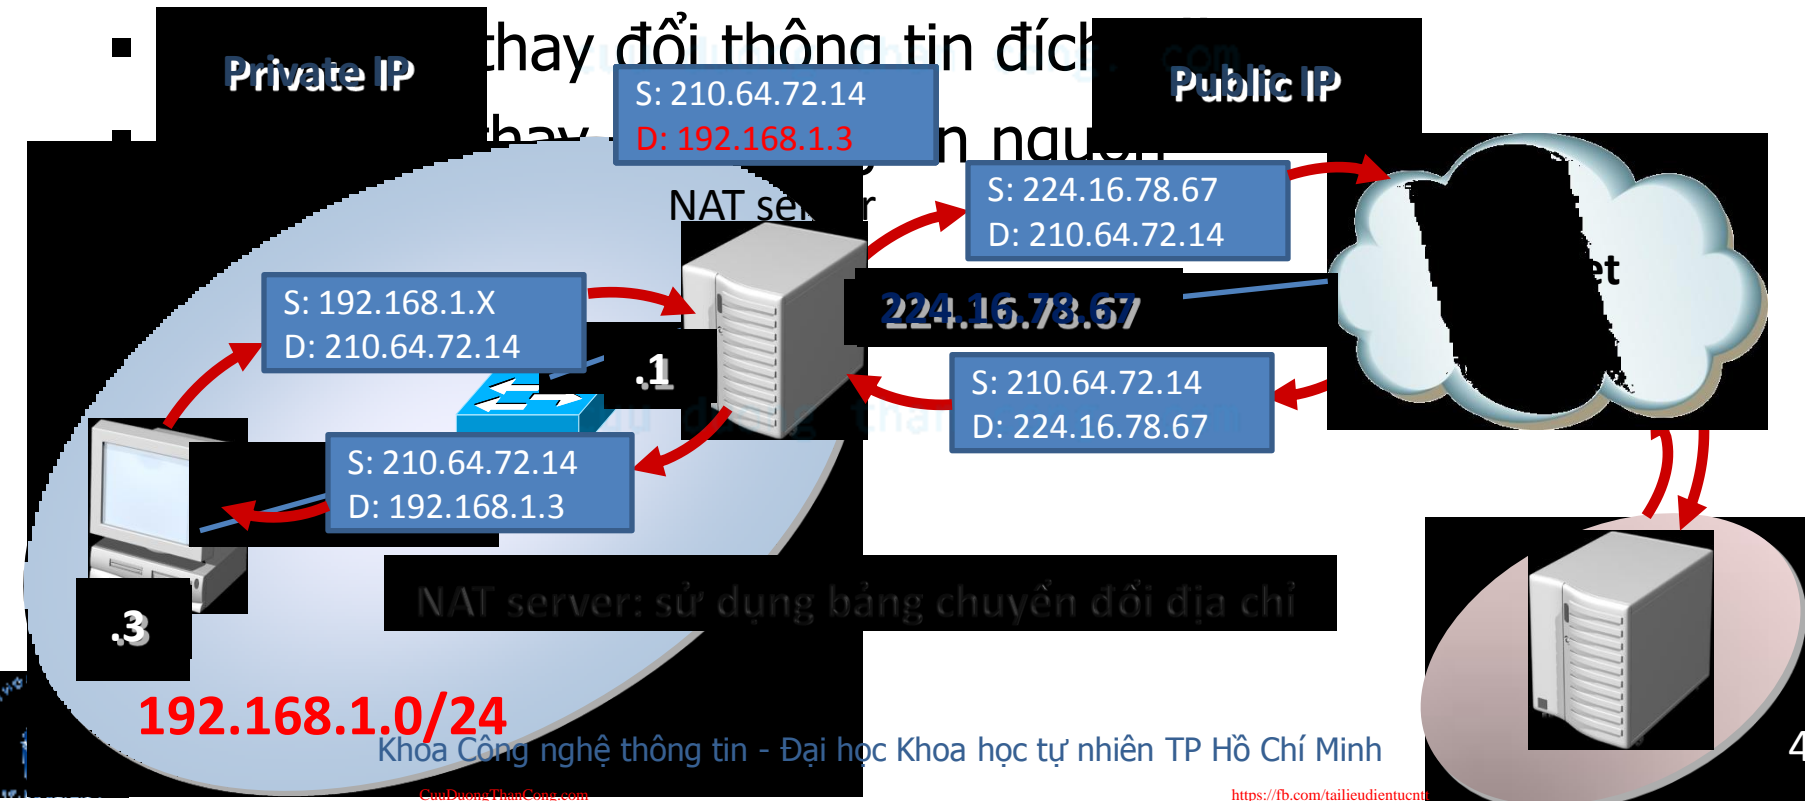 thay đổi thông tin đích
Private IP
Public IP
S: 210.64.72.14
D: 192.168.1.3
thay
n nguồn
NAT server
S: 224.16.78.67
D: 210.64.72.14
S: 192.168.1.X
D: 210.64.72.14
224.16.78.67
.1
S: 210.64.72.14
D: 224.16.78.67
S: 210.64.72.14
D: 192.168.1.3
NAT server: sử dụng bảng chuyển đổi địa chỉ
.3
192.168.1.0/24
Khoa Công nghệ thông tin - Đại học Khoa học tự nhiên TP Hồ Chí Minh
4
CuuDuongThanCong.com
https://fb.com/tailieudientucntt